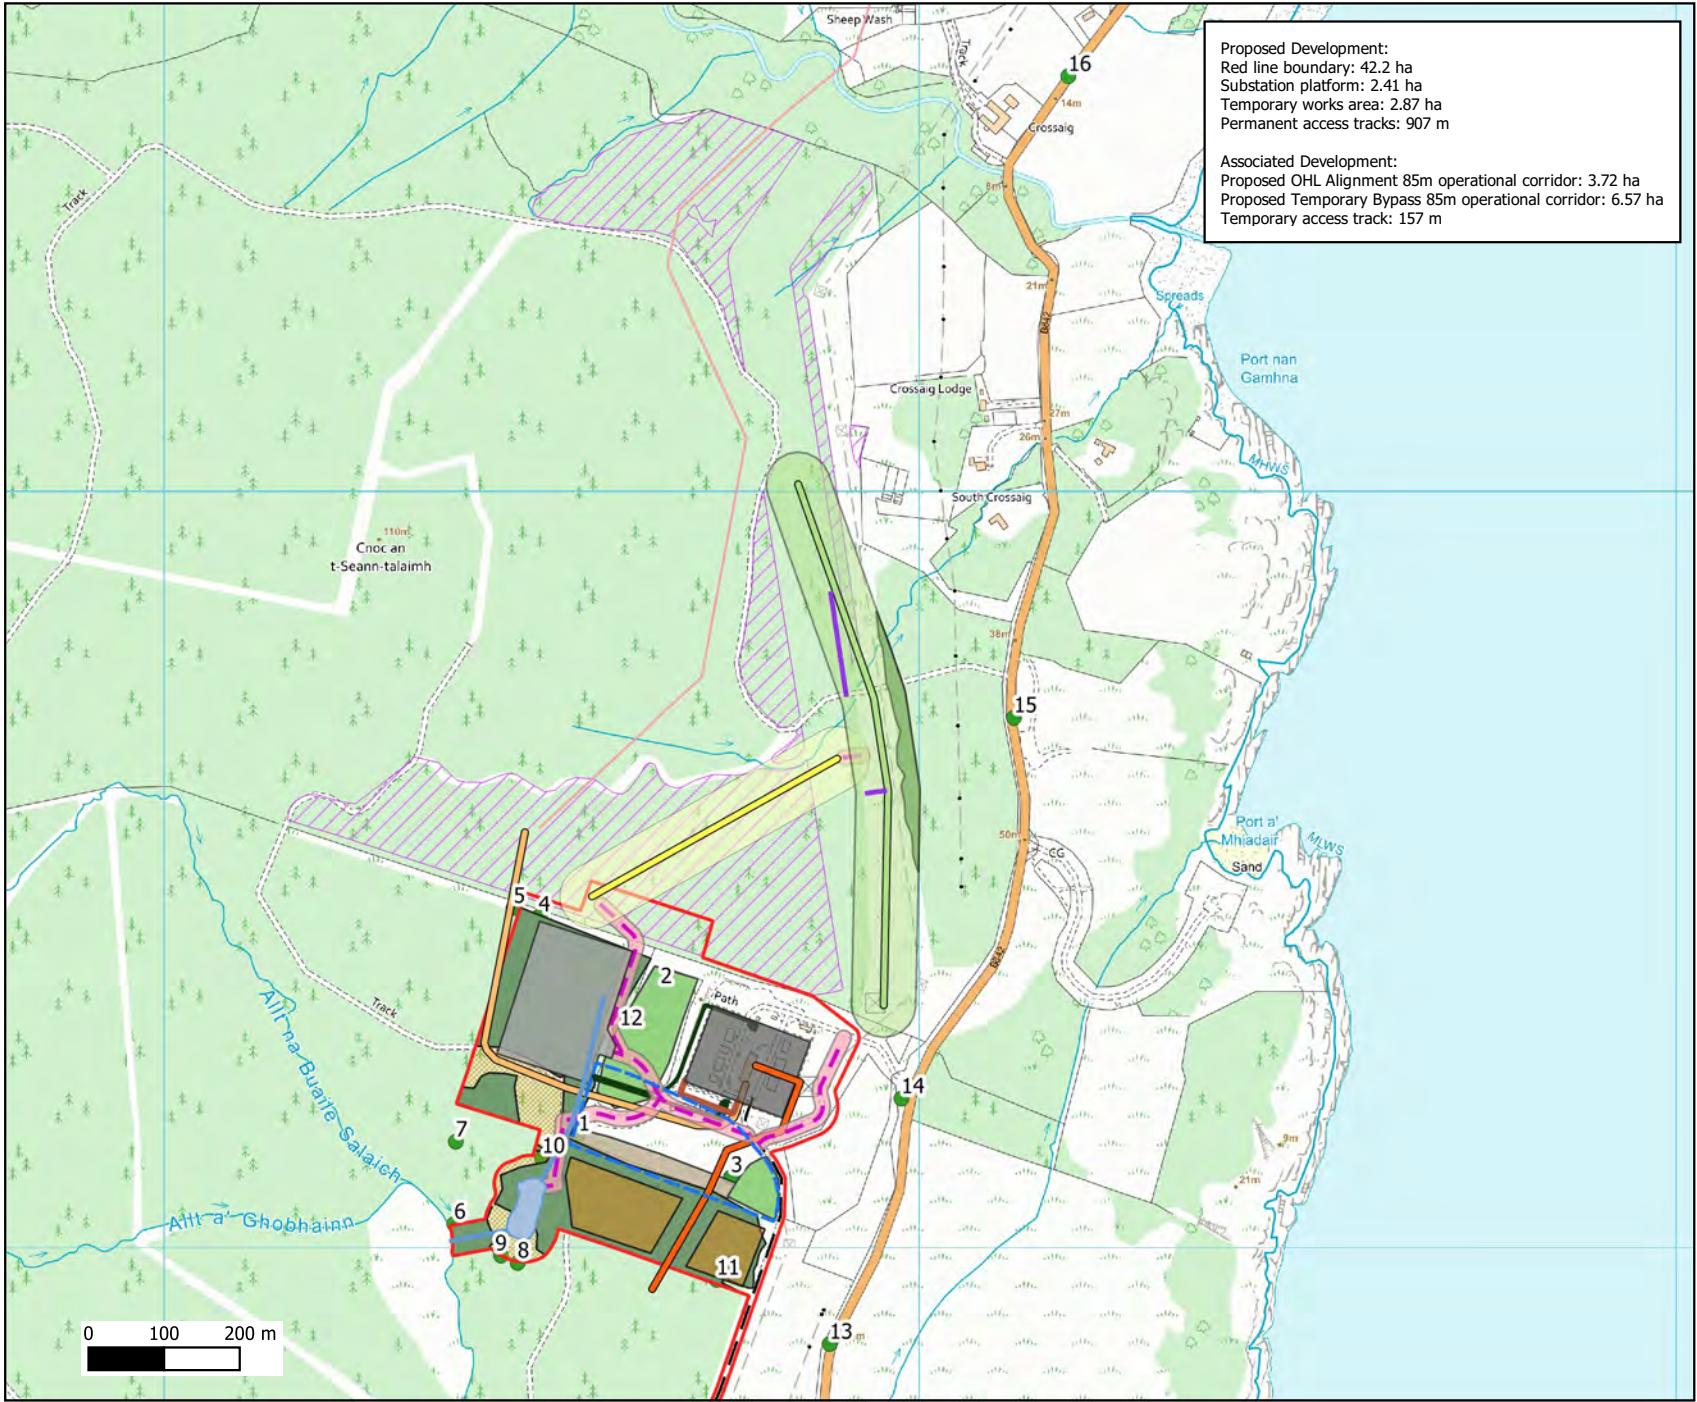 Sheep Wash
Track
16
14m
Crossaig
8m
Proposed Development:
Red line boundary: 42.2 ha
Substation platform: 2.41 ha
Temporary works area: 2.87 ha
Permanent access tracks: 907 m
Associated Development:
Proposed OHL Alignment 85m operational corridor: 3.72 ha
Proposed Temporary Bypass 85m operational corridor: 6.57 ha
Temporary access track: 157 m
Track
21m
Spreads
B842
Port nan
Gamhna
Crossaig Lodge
27m
26m
MHWS
South Crossaig
110m
Cnoc an
t-Seann-talaimh
38m
15
50m
CG
Port a'
Mhiadair
MLWS
Sand
5
4
B842
2
Path
Track
12
Allt na Buaile Salaich
14
1
7
10
9m
3
21m
6
Allt a' Ghobhainn
9
8
11
13
m
0
100
200 m